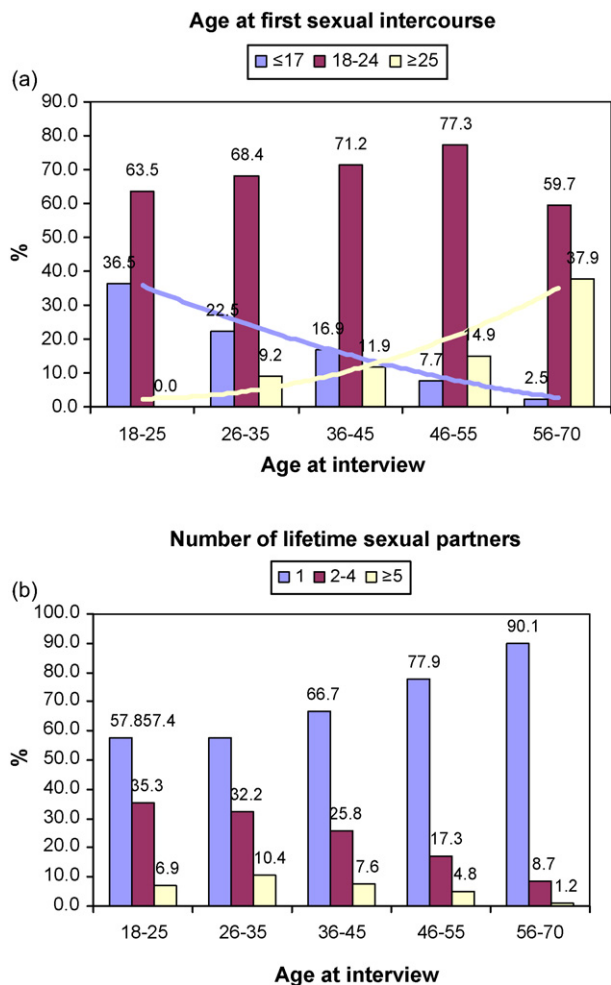 Age at first sexual intercourse
≤17 18-24 ≥25
(a)
90.0
80.0
70.0
60.0
50.0
40.0
30.0
20.0
10.0
0.0
%
36.5 63.5 0.0
22.5 68.4 9.2
16.9 71.2 11.9
7.7 77.3 14.9
2.5 59.7 37.9
18-25 26-35 36-45 46-55 56-70
Age at interview
Number of lifetime sexual partners
1 2-4 ≥5
(b)
100.0
90.0
80.0
70.0
60.0
50.0
40.0
30.0
20.0
10.0
0.0
%
57.857.4
35.3 6.9
32.2 10.4
66.7 25.8 7.6
77.9 17.3 4.8
90.1 8.7 1.2
18-25 26-35 36-45 46-55 56-70
Age at interview